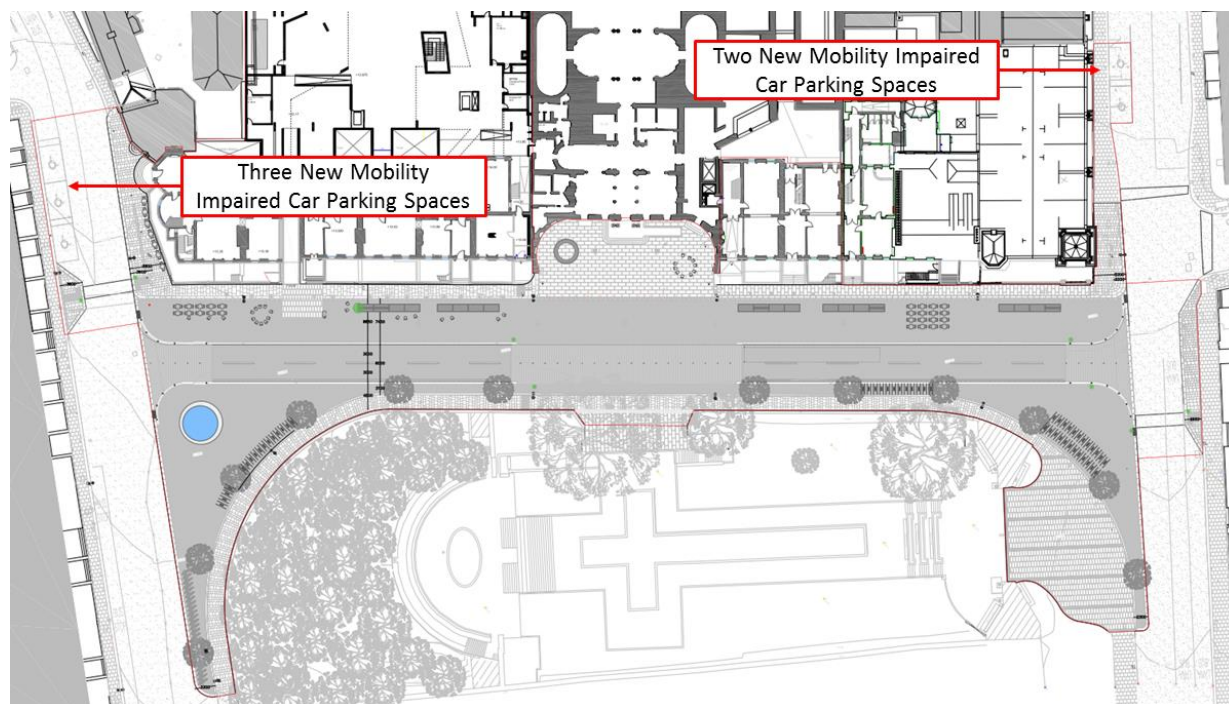 Two New Mobility Impaired
Car Parking Spaces
Three New Mobility
Impaired Car Parking Spaces